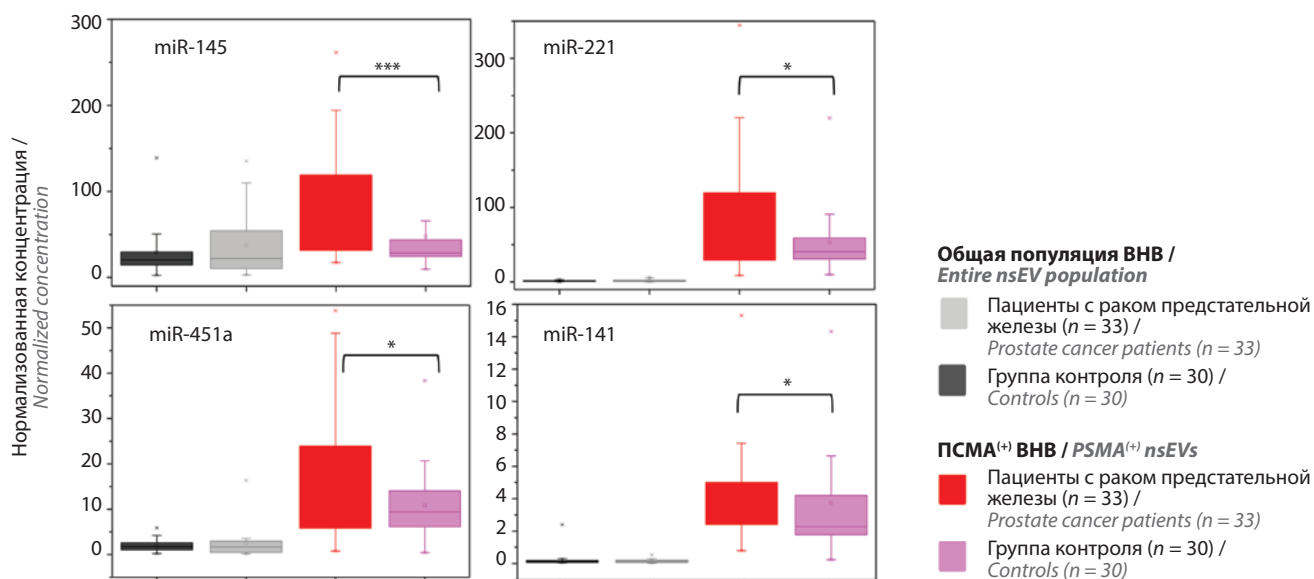 Нормализованная концентрация /
Normalized concentration
miR-145
300
200
100
0
***
miR-221
300
200
100
50
0
*
miR-451a
50
40
30
20
10
0
*
miR-141
16
14
12
10
8
6
4
2
0
*
Общая популяция ВНВ /
Entire nsEV population
Пациенты с раком предстательной
железы (n = 33) /
Prostate cancer patients (n = 33)
Группа контроля (n = 30) /
Controls (n = 30)
ПСМА(+) ВНВ / PSMA(+) nsEVs
Пациенты с раком предстательной
железы (n = 33) /
Prostate cancer patients (n = 33)
Группа контроля (n = 30) /
Controls (n = 30)